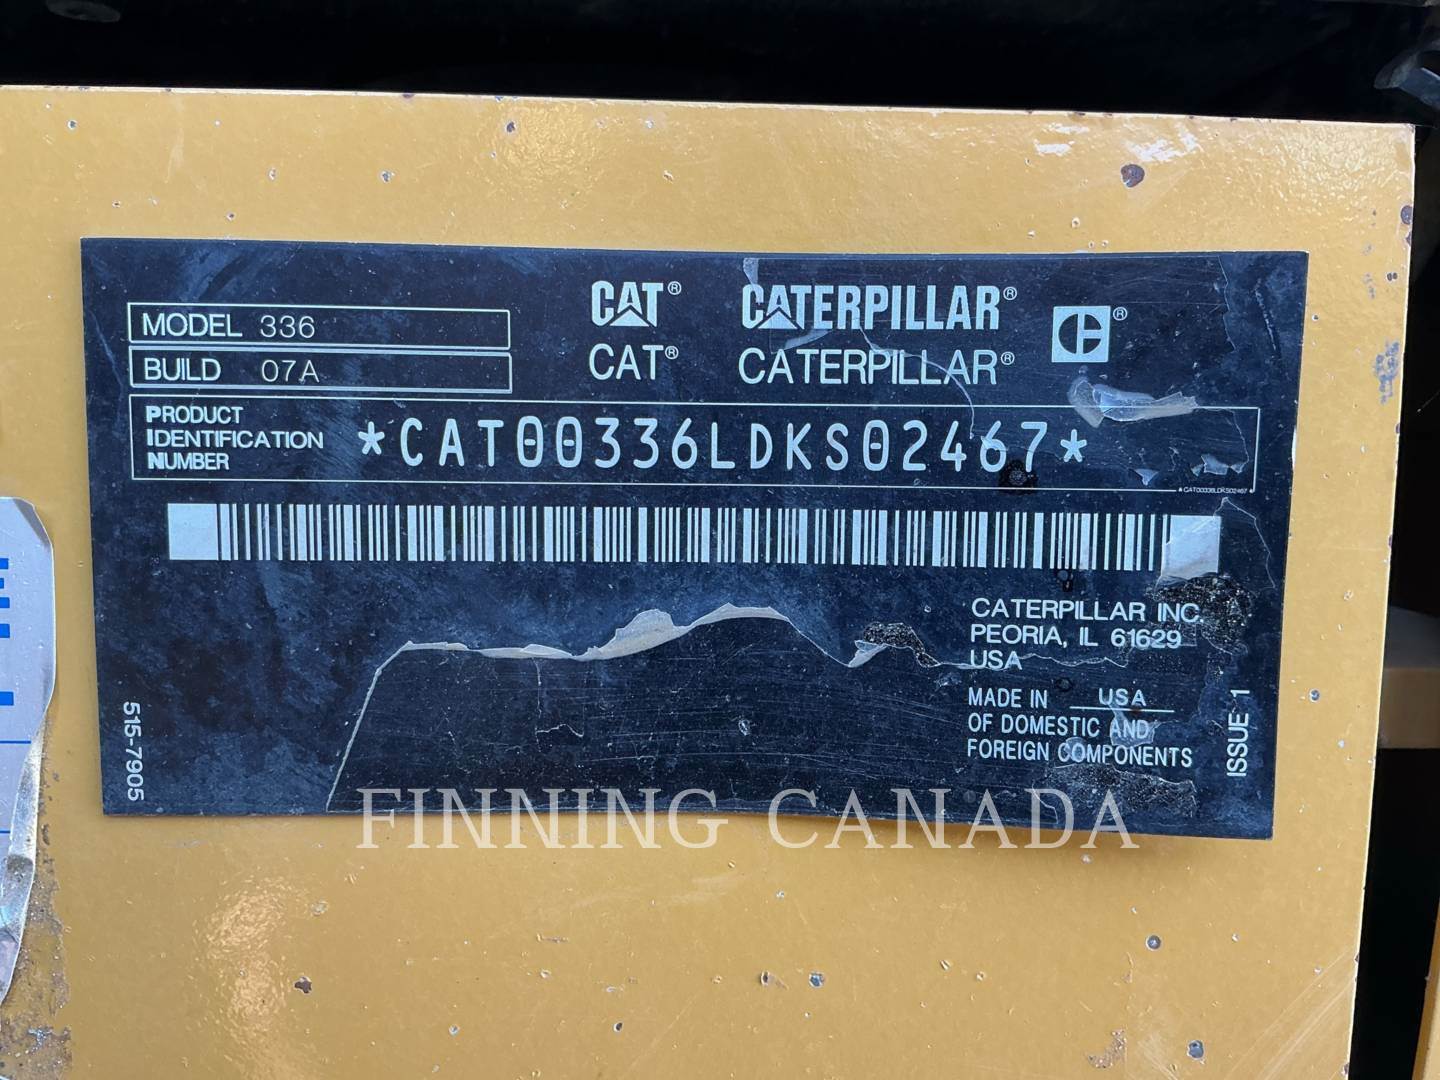 CAT® CATERPILLAR®
CAT® CATERPILLAR® ®
MODEL 336
BUILD 07A
PRODUCT
IDENTIFICATION
NUMBER
*CAT00336LDKS02467*
*CAT00336LDKS02467*
CATERPILLAR INC.
PEORIA, IL 61629
USA
MADE IN USA
OF DOMESTIC AND
FOREIGN COMPONENTS
515-7905
ISSUE 1
FINNING CANADA